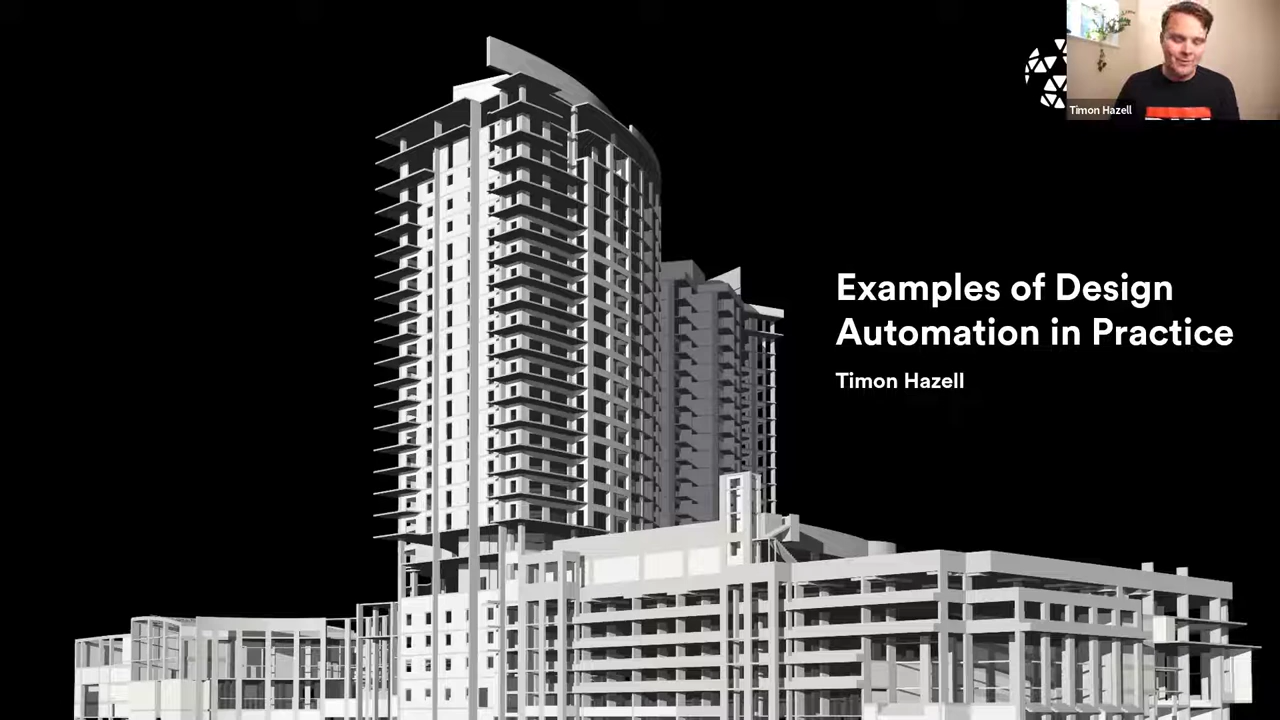 Timon Hazell
Examples of Design
Automation in Practice
Timon Hazell